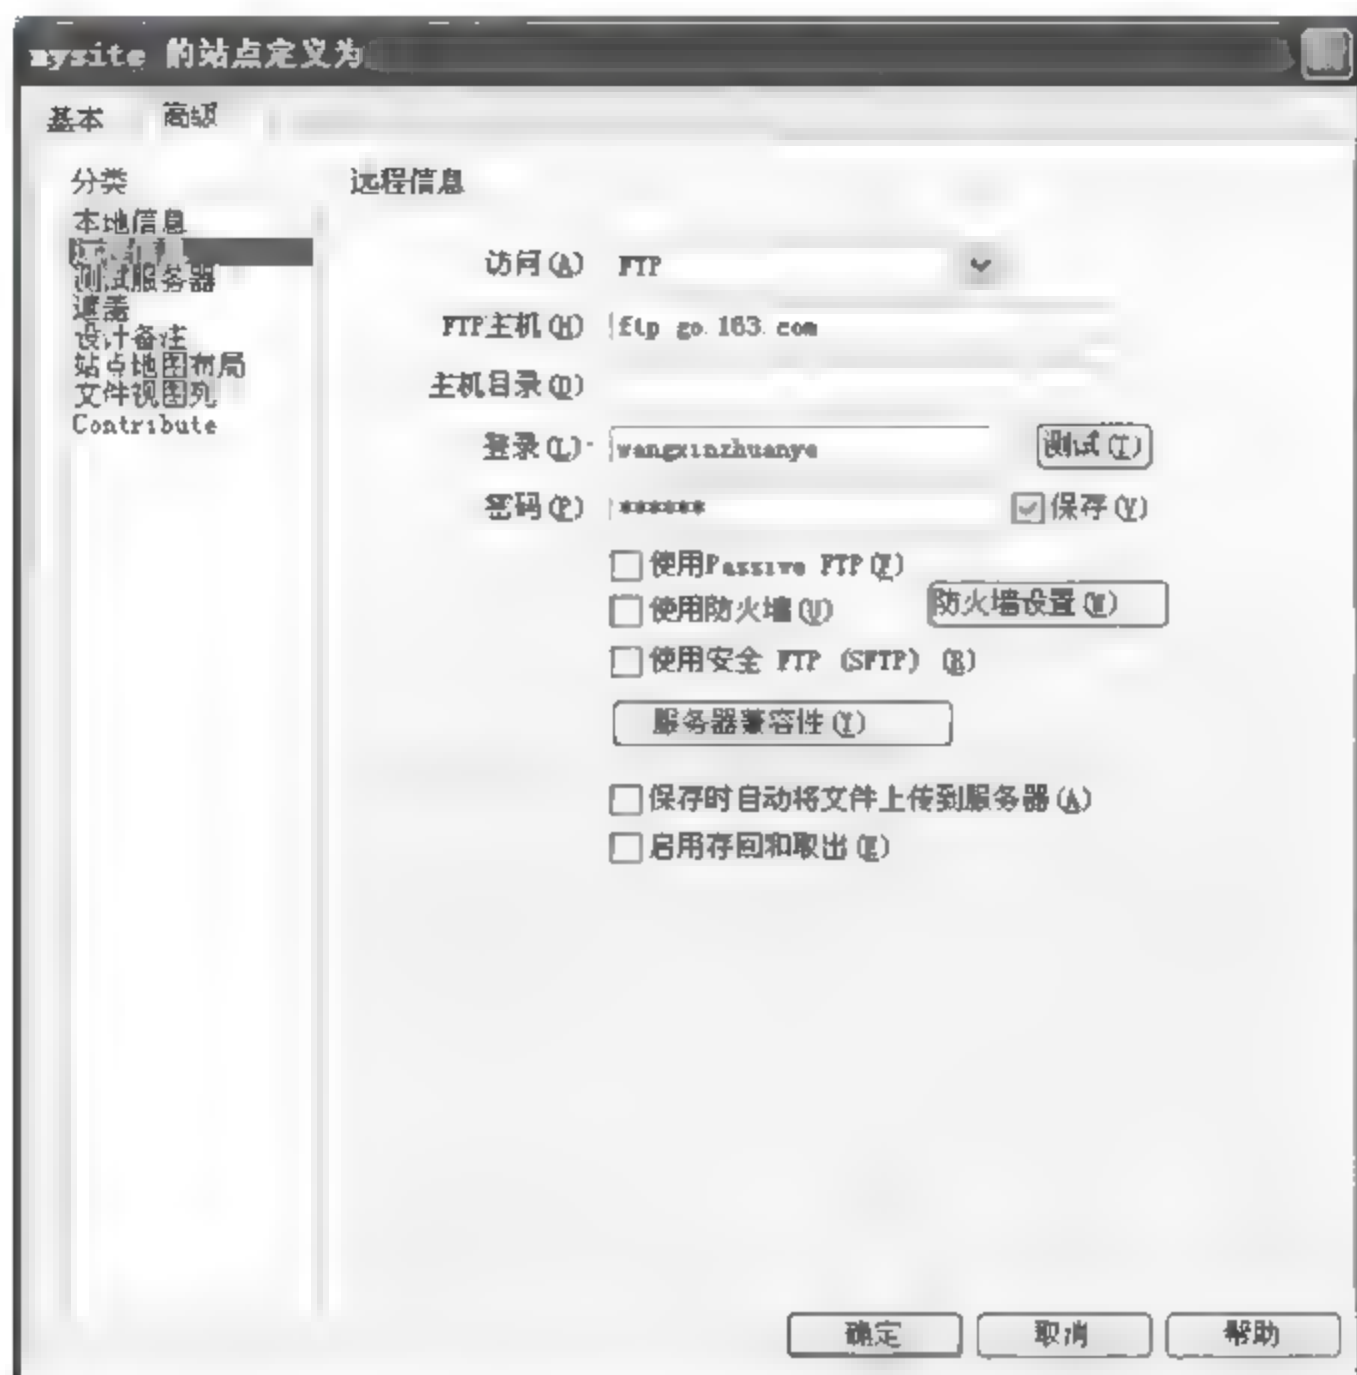 mysite 的站点定义为
基本 高级
分类
本地信息
测试服务器
遮盖
设计备注
站点地图布局
文件视图列
Contribute
远程信息
访问(A) FTP
FTP主机(H) ftp go.163.com
主机目录(D)
登录(L) wangxinzhuanye 测试(T)
密码(P) ****** 保存(V)
使用Passive FTP(F)
使用防火墙(U) 防火墙设置(W)
使用安全 FTP (SFTP) (R)
服务器兼容性(Y)
保存时自动将文件上传到服务器(A)
启用存回和取出(E)
确定 取消 帮助